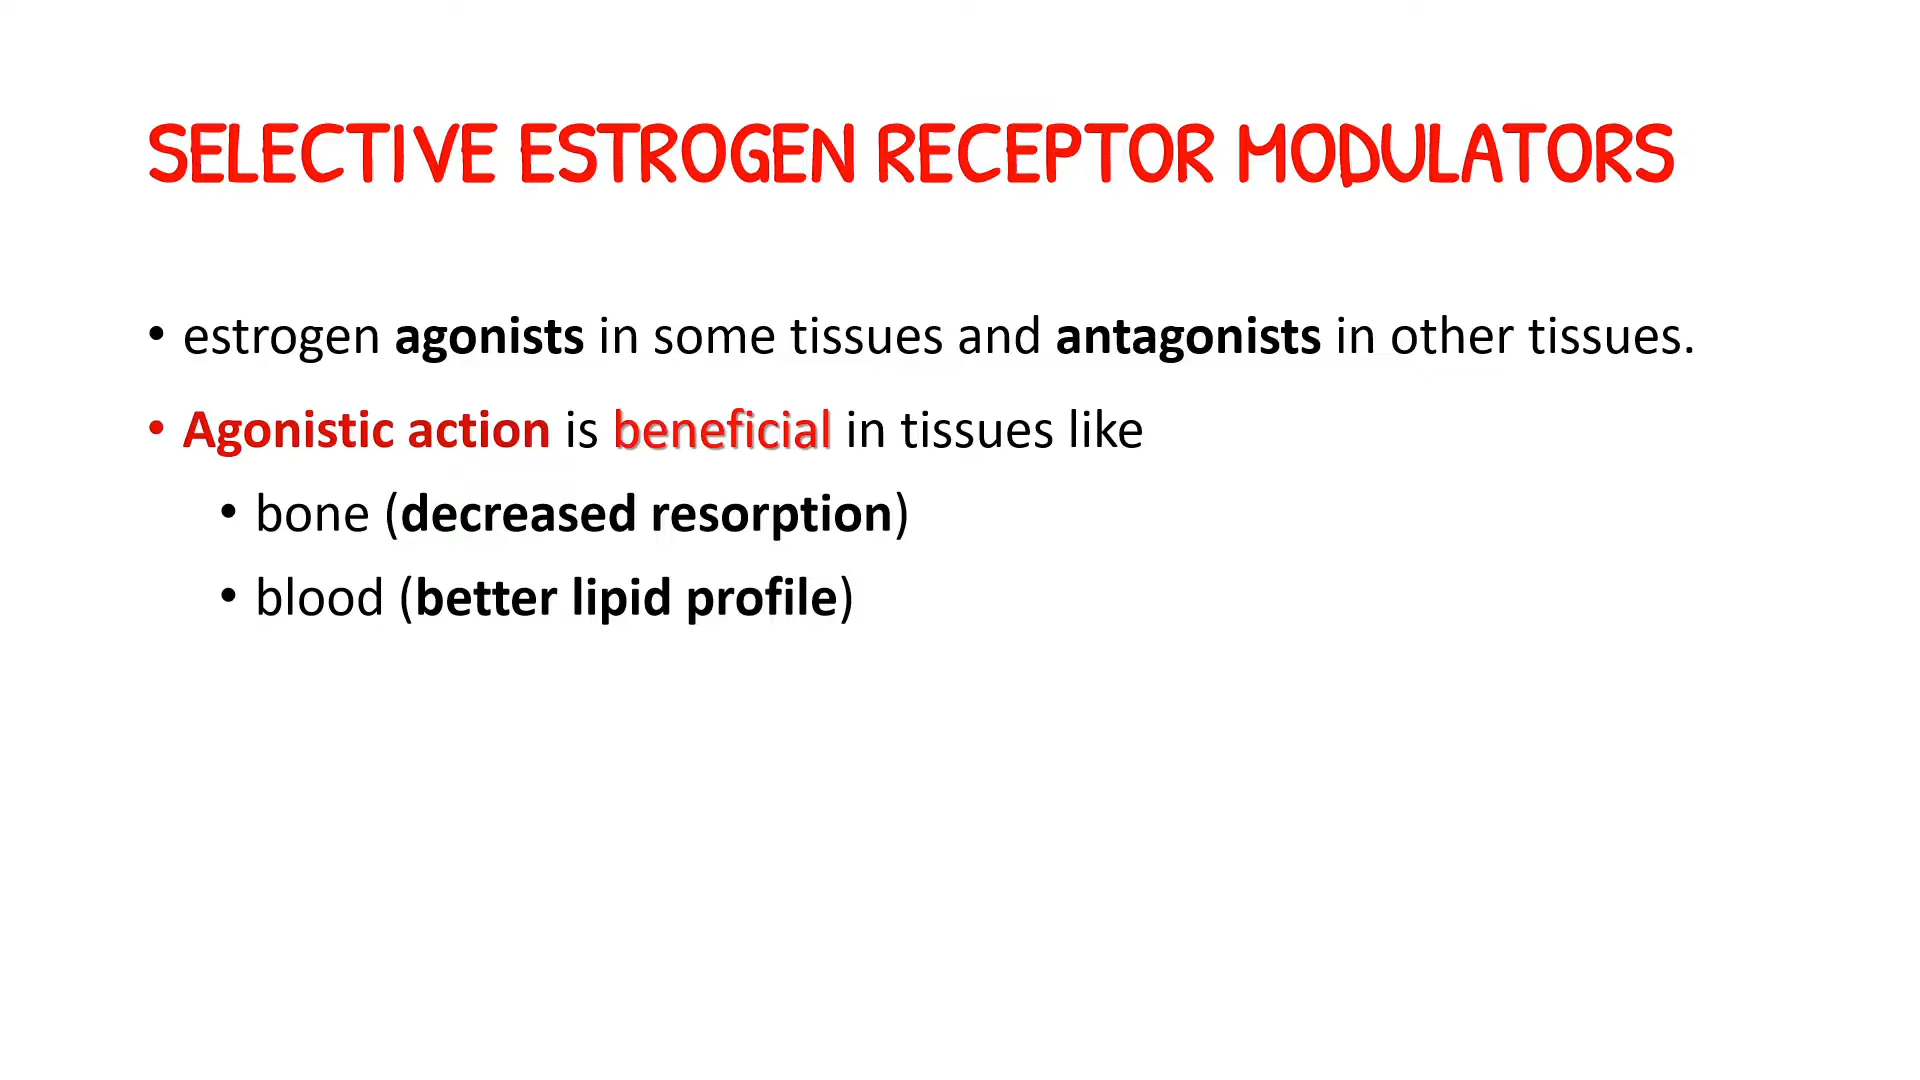 SELECTIVE ESTROGEN RECEPTOR MODULATORS
• estrogen agonists in some tissues and antagonists in other tissues.
• Agonistic action is beneficial in tissues like
• bone (decreased resorption)
• blood (better lipid profile)